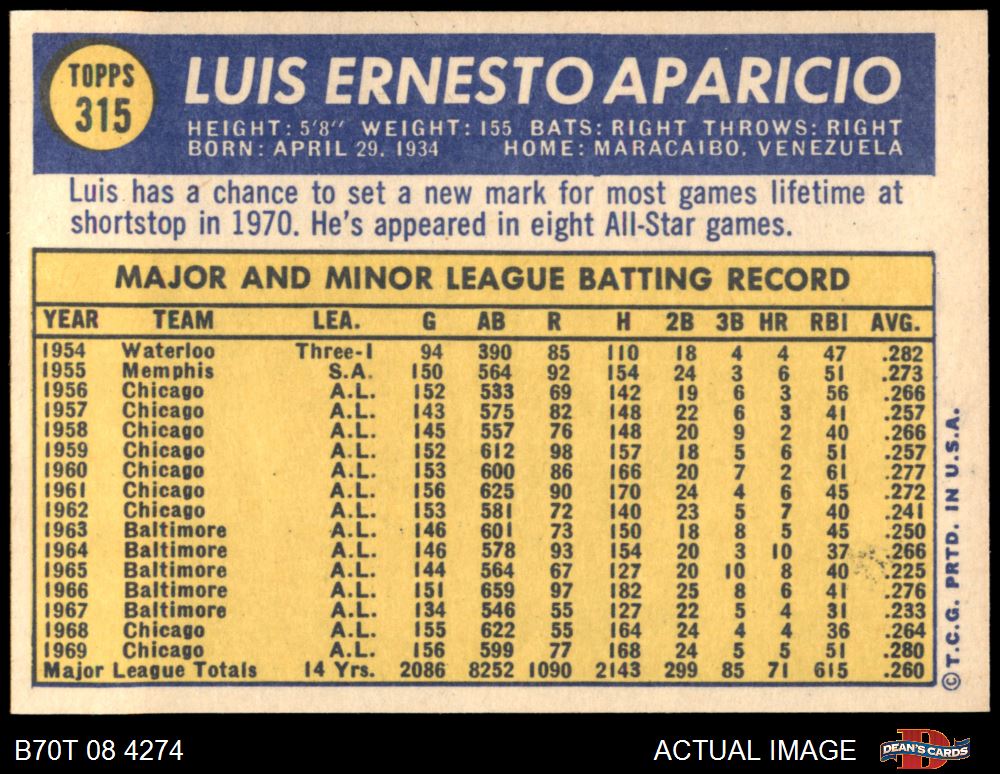 TOPPS
315
LUIS ERNESTO APARICIO
HEIGHT: 5'8" WEIGHT: 155 BATS: RIGHT THROWS: RIGHT
BORN: APRIL 29, 1934 HOME: MARACAIBO, VENEZUELA
Luis has a chance to set a new mark for most games lifetime at
shortstop in 1970. He's appeared in eight All-Star games.
MAJOR AND MINOR LEAGUE BATTING RECORD
YEAR TEAM LEA. G AB R H 2B 3B HR RBI AVG.
1954 Waterloo Three-I 94 390 85 110 18 4 4 47 .282
1955 Memphis S.A. 150 564 92 154 24 3 6 51 .273
1956 Chicago A.L. 152 533 69 142 19 6 3 56 .266
1957 Chicago A.L. 143 575 82 148 22 6 3 41 .257
1958 Chicago A.L. 145 557 76 148 20 9 2 40 .266
1959 Chicago A.L. 152 612 98 157 18 5 6 51 .257
1960 Chicago A.L. 153 600 86 166 20 7 2 61 .277
1961 Chicago A.L. 156 625 90 170 24 4 6 45 .272
1962 Chicago A.L. 153 581 72 140 23 5 7 40 .241
1963 Baltimore A.L. 146 601 73 150 18 8 5 45 .250
1964 Baltimore A.L. 146 578 93 154 20 3 10 37 .266
1965 Baltimore A.L. 144 564 67 127 20 10 8 40 .225
1966 Baltimore A.L. 151 659 97 182 25 8 6 41 .276
1967 Baltimore A.L. 134 546 55 127 22 5 4 31 .233
1968 Chicago A.L. 155 622 55 164 24 4 4 36 .264
1969 Chicago A.L. 156 599 77 168 24 5 5 51 .280
Major League Totals 14 Yrs. 2086 8252 1090 2143 299 85 71 615 .260
©T.C.G. PRTD. IN U.S.A.
B70T 08 4274
ACTUAL IMAGE
DEAN'S CARDS